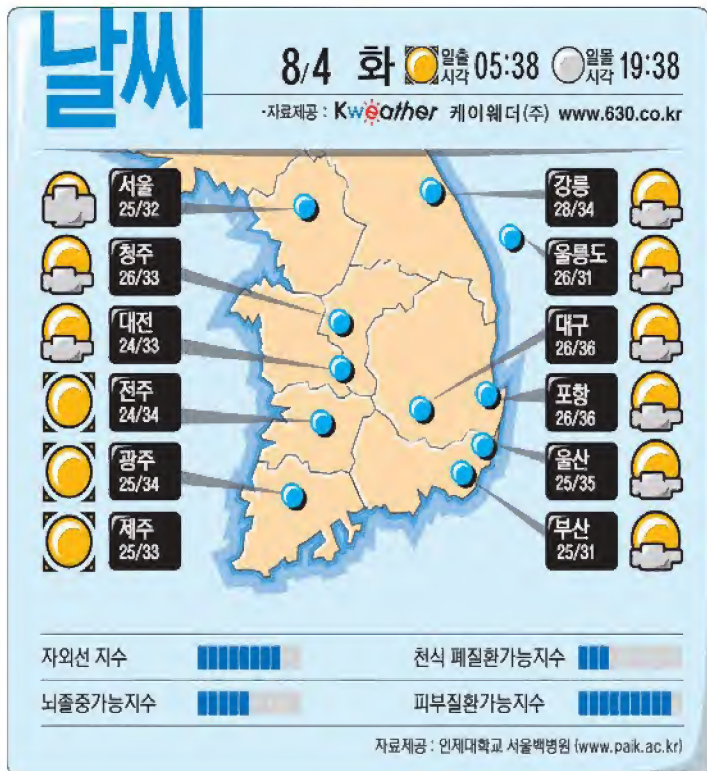 날씨
8/4 화 일출시각 05:38 일몰시각 19:38
·자료제공 : Kweather 케이웨더(주) www.630.co.kr
서울
25/32
청주
26/33
대전
24/33
전주
24/34
광주
25/34
제주
25/33
강릉
28/34
울릉도
26/31
대구
26/36
포항
26/36
울산
25/35
부산
25/31
자외선 지수
천식 폐질환가능지수
뇌졸중가능지수
피부질환가능지수
자료제공 : 인제대학교 서울백병원 (www.paik.ac.kr)